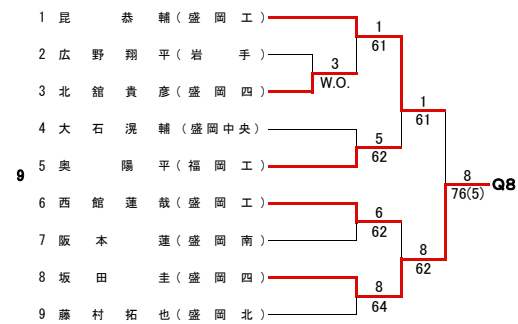 1 昆 恭 輔 ( 盛 岡 工 )
1
61
2 広 野 翔 平 ( 岩 手 )
3
W.O.
3 北 舘 貴 彦 ( 盛 岡 四 )
1
61
4 大 石 滉 輔 ( 盛 岡 中 央 )
5
62
5 奥 陽 平 ( 福 岡 工 )
9
8
76(5)
Q8
6 西 館 蓮 哉 ( 盛 岡 工 )
6
62
7 阪 本 蓮 ( 盛 岡 南 )
8
62
8 坂 田 圭 ( 盛 岡 四 )
8
64
9 藤 村 拓 也 ( 盛 岡 北 )